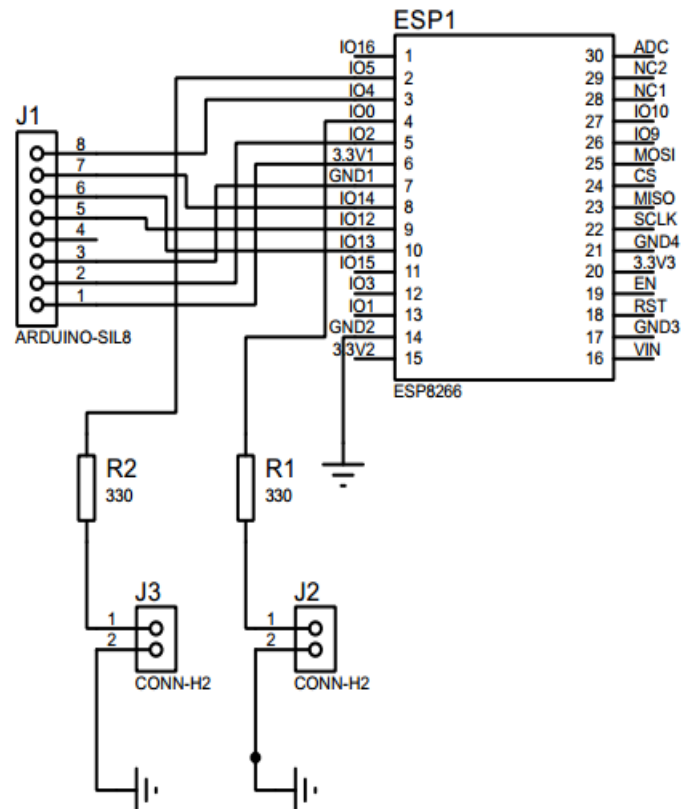 ESP1
IO16 1 30 ADC
IO5 2 29 NC2
IO4 3 28 NC1
IO0 4 27 IO10
IO2 5 26 IO9
3.3V1 6 25 MOSI
GND1 7 24 CS
IO14 8 23 MISO
IO12 9 22 SCLK
IO13 10 21 GND4
IO15 11 20 3.3V3
IO3 12 19 EN
IO1 13 18 RST
GND2 14 17 GND3
3.3V2 15 16 VIN
ESP8266
J1
8
7
6
5
4
3
2
1
ARDUINO-SIL8
R2
330
R1
330
J3
1
2
CONN-H2
J2
1
2
CONN-H2